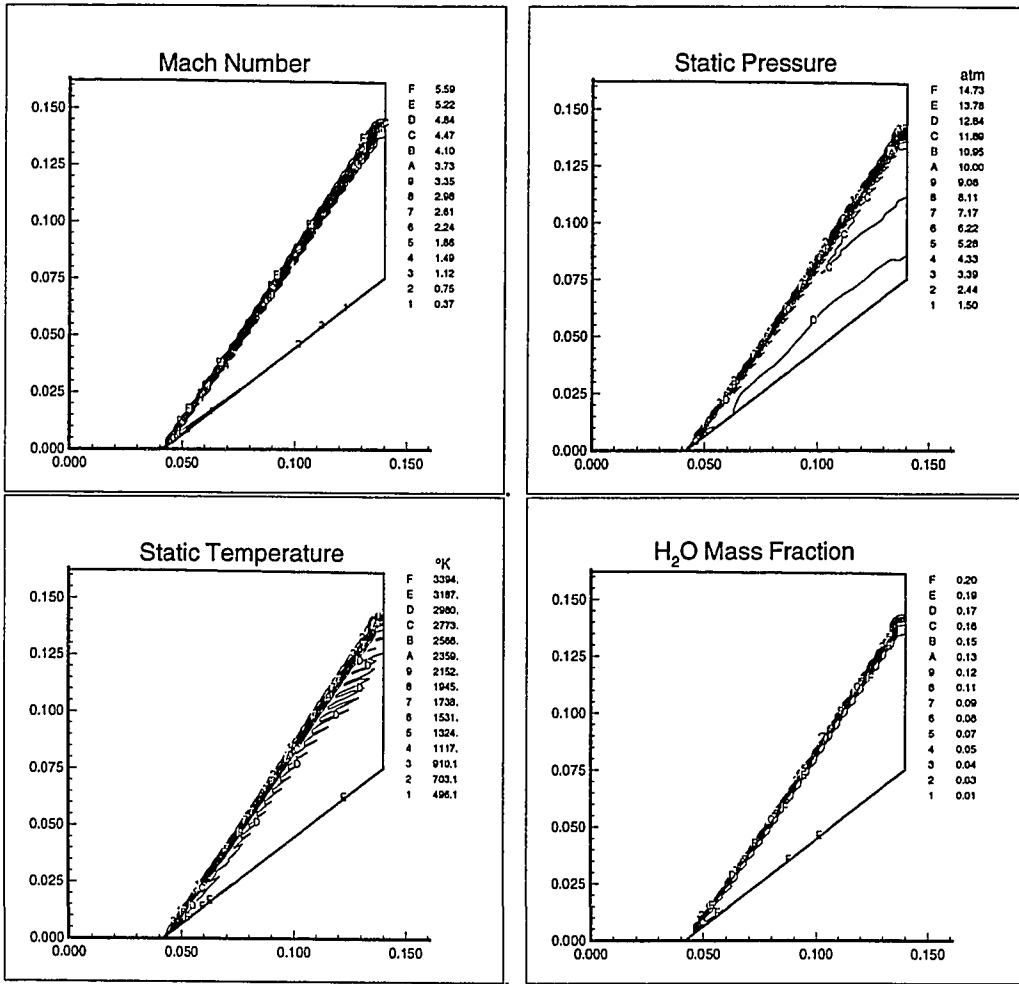 Mach Number
0.150
0.125
0.100
0.075
0.050
0.025
0.000
0.000 0.050 0.100 0.150
F 5.59
E 5.22
D 4.84
C 4.47
B 4.10
A 3.73
9 3.35
8 2.98
7 2.61
6 2.24
5 1.86
4 1.49
3 1.12
2 0.75
1 0.37
Static Pressure
atm
0.150
0.125
0.100
0.075
0.050
0.025
0.000
0.000 0.050 0.100 0.150
F 14.73
E 13.78
D 12.84
C 11.89
B 10.95
A 10.00
9 9.06
8 8.11
7 7.17
6 6.22
5 5.28
4 4.33
3 3.39
2 2.44
1 1.50
Static Temperature
°K
0.150
0.125
0.100
0.075
0.050
0.025
0.000
0.000 0.050 0.100 0.150
F 3394.
E 3187.
D 2980.
C 2773.
B 2566.
A 2359.
9 2152.
8 1945.
7 1738.
6 1531.
5 1324.
4 1117.
3 910.1
2 703.1
1 496.1
H₂O Mass Fraction
0.150
0.125
0.100
0.075
0.050
0.025
0.000
0.000 0.050 0.100 0.150
F 0.20
E 0.19
D 0.17
C 0.16
B 0.15
A 0.13
9 0.12
8 0.11
7 0.09
6 0.08
5 0.07
4 0.05
3 0.04
2 0.03
1 0.01